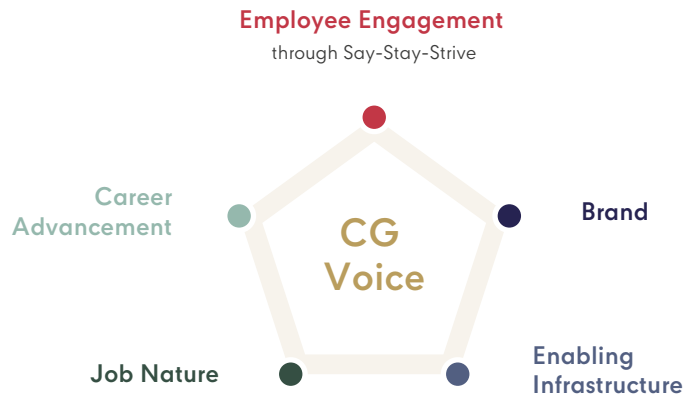 Employee Engagement
through Say-Stay-Strive
Career
Advancement
CG
Voice
Brand
Job Nature
Enabling
Infrastructure